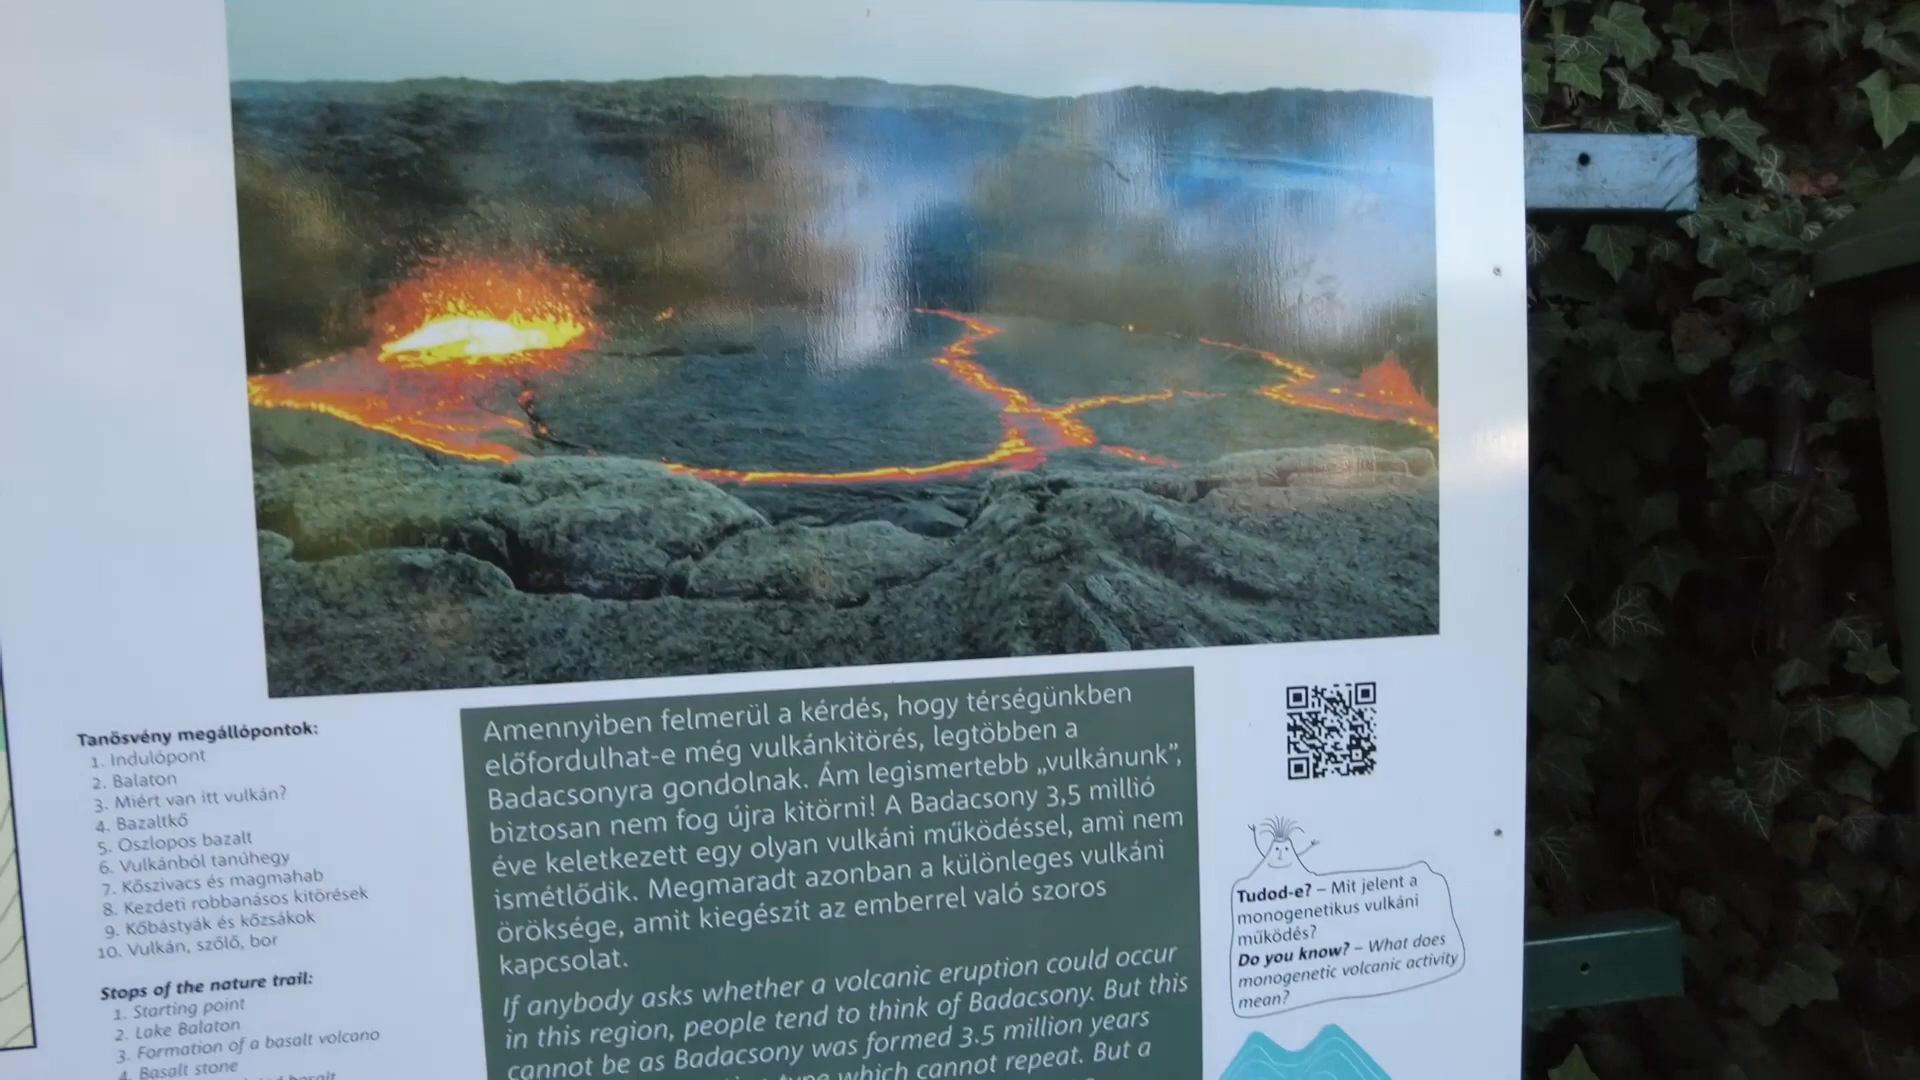 Tanösvény megállópontok:
1. Indulópont
2. Balaton
3. Miért van itt vulkán?
4. Bazaltkő
5. Oszlopos bazalt
6. Vulkánból tanúhegy
7. Kőszivacs és magmahab
8. Kezdeti robbanásos kitörések
9. Kőbástyák és kőzsákok
10. Vulkán, szőlő, bor
Stops of the nature trail:
1. Starting point
2. Lake Balaton
3. Formation of a basalt volcano
4. Basalt stone
basalt
Amennyiben felmerül a kérdés, hogy térségünkben
előfordulhat-e még vulkánkitörés, legtöbben a
Badacsonyra gondolnak. Ám legismertebb „vulkánunk”,
biztosan nem fog újra kitörni! A Badacsony 3,5 millió
éve keletkezett egy olyan vulkáni működéssel, ami nem
ismétlődik. Megmaradt azonban a különleges vulkáni
öröksége, amit kiegészít az emberrel való szoros
kapcsolat.
If anybody asks whether a volcanic eruption could occur
in this region, people tend to think of Badacsony. But this
cannot be as Badacsony was formed 3.5 million years
which cannot repeat. But a
Tudod-e? – Mit jelent a
monogenetikus vulkáni
működés?
Do you know? – What does
monogenetic volcanic activity
mean?